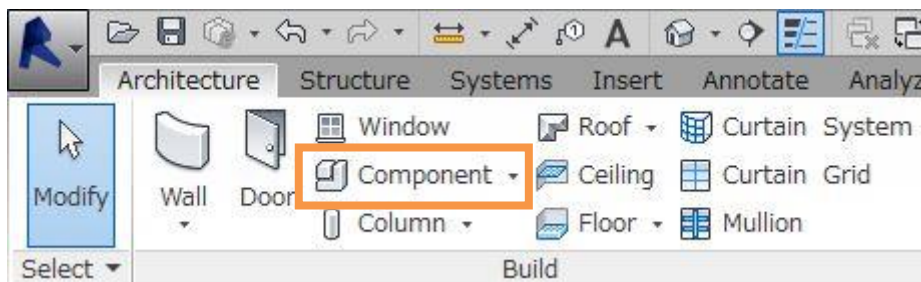 A
Architecture Structure Systems Insert Annotate Analyz
Modify
Wall
Door
Window
Component
Column
Roof
Ceiling
Floor
Curtain System
Curtain Grid
Mullion
Select
Build